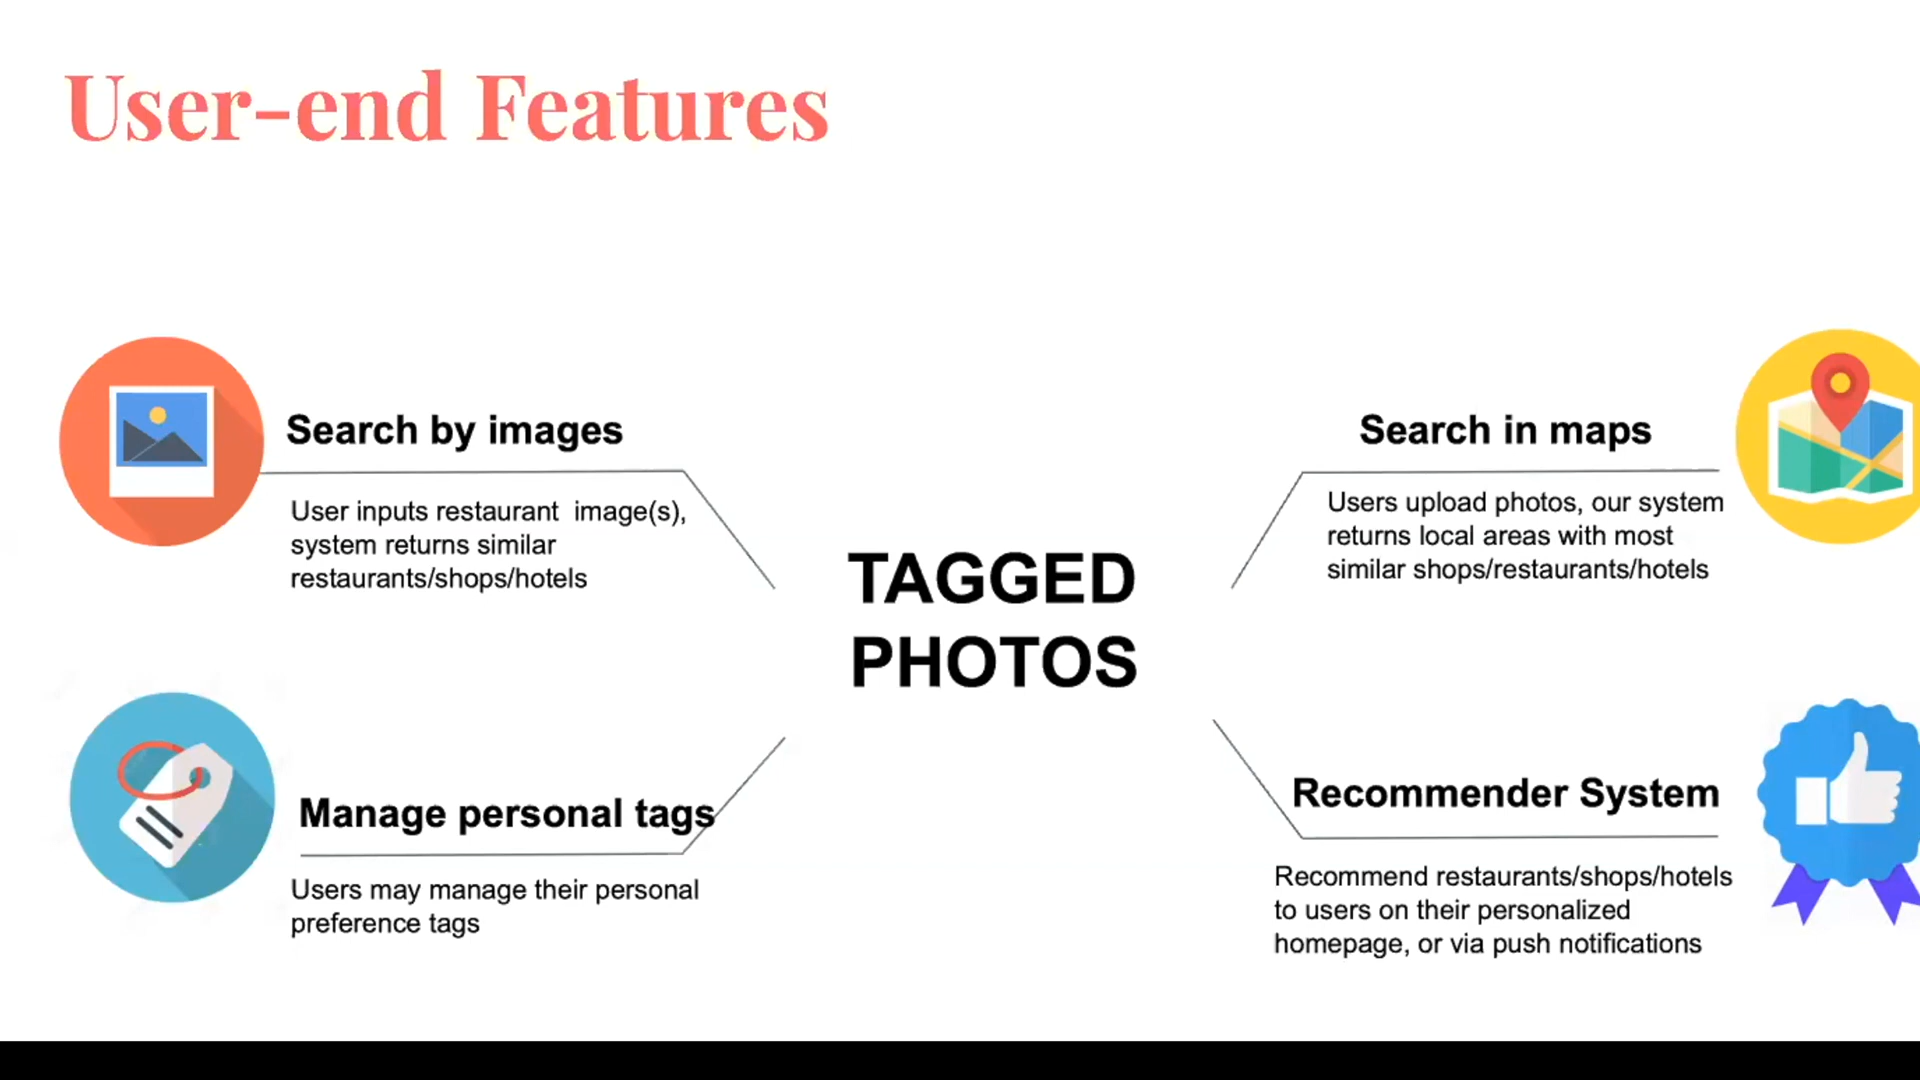 User-end Features
Search by images
User inputs restaurant  image(s),
system returns similar
restaurants/shops/hotels
Search in maps
Users upload photos, our system
returns local areas with most
similar shops/restaurants/hotels
TAGGED
PHOTOS
Manage personal tags
Users may manage their personal
preference tags
Recommender System
Recommend restaurants/shops/hotels
to users on their personalized
homepage, or via push notifications